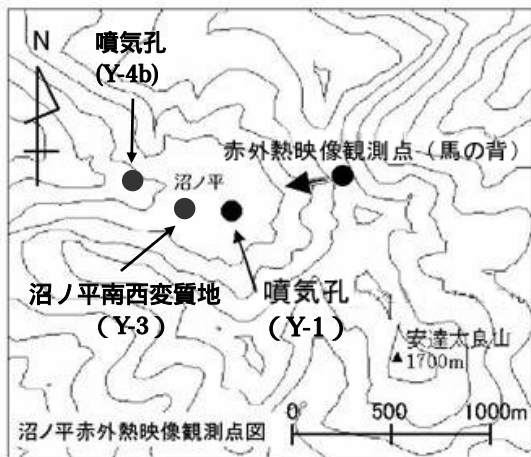 N
噴気孔
(Y-4b)
赤外熱映像観測点（馬の背）
沼ノ平
沼ノ平南西変質地
（Y-3）
噴気孔
（Y-1）
安達太良山
▲1700m
0 500 1000m
沼ノ平赤外熱映像観測点図